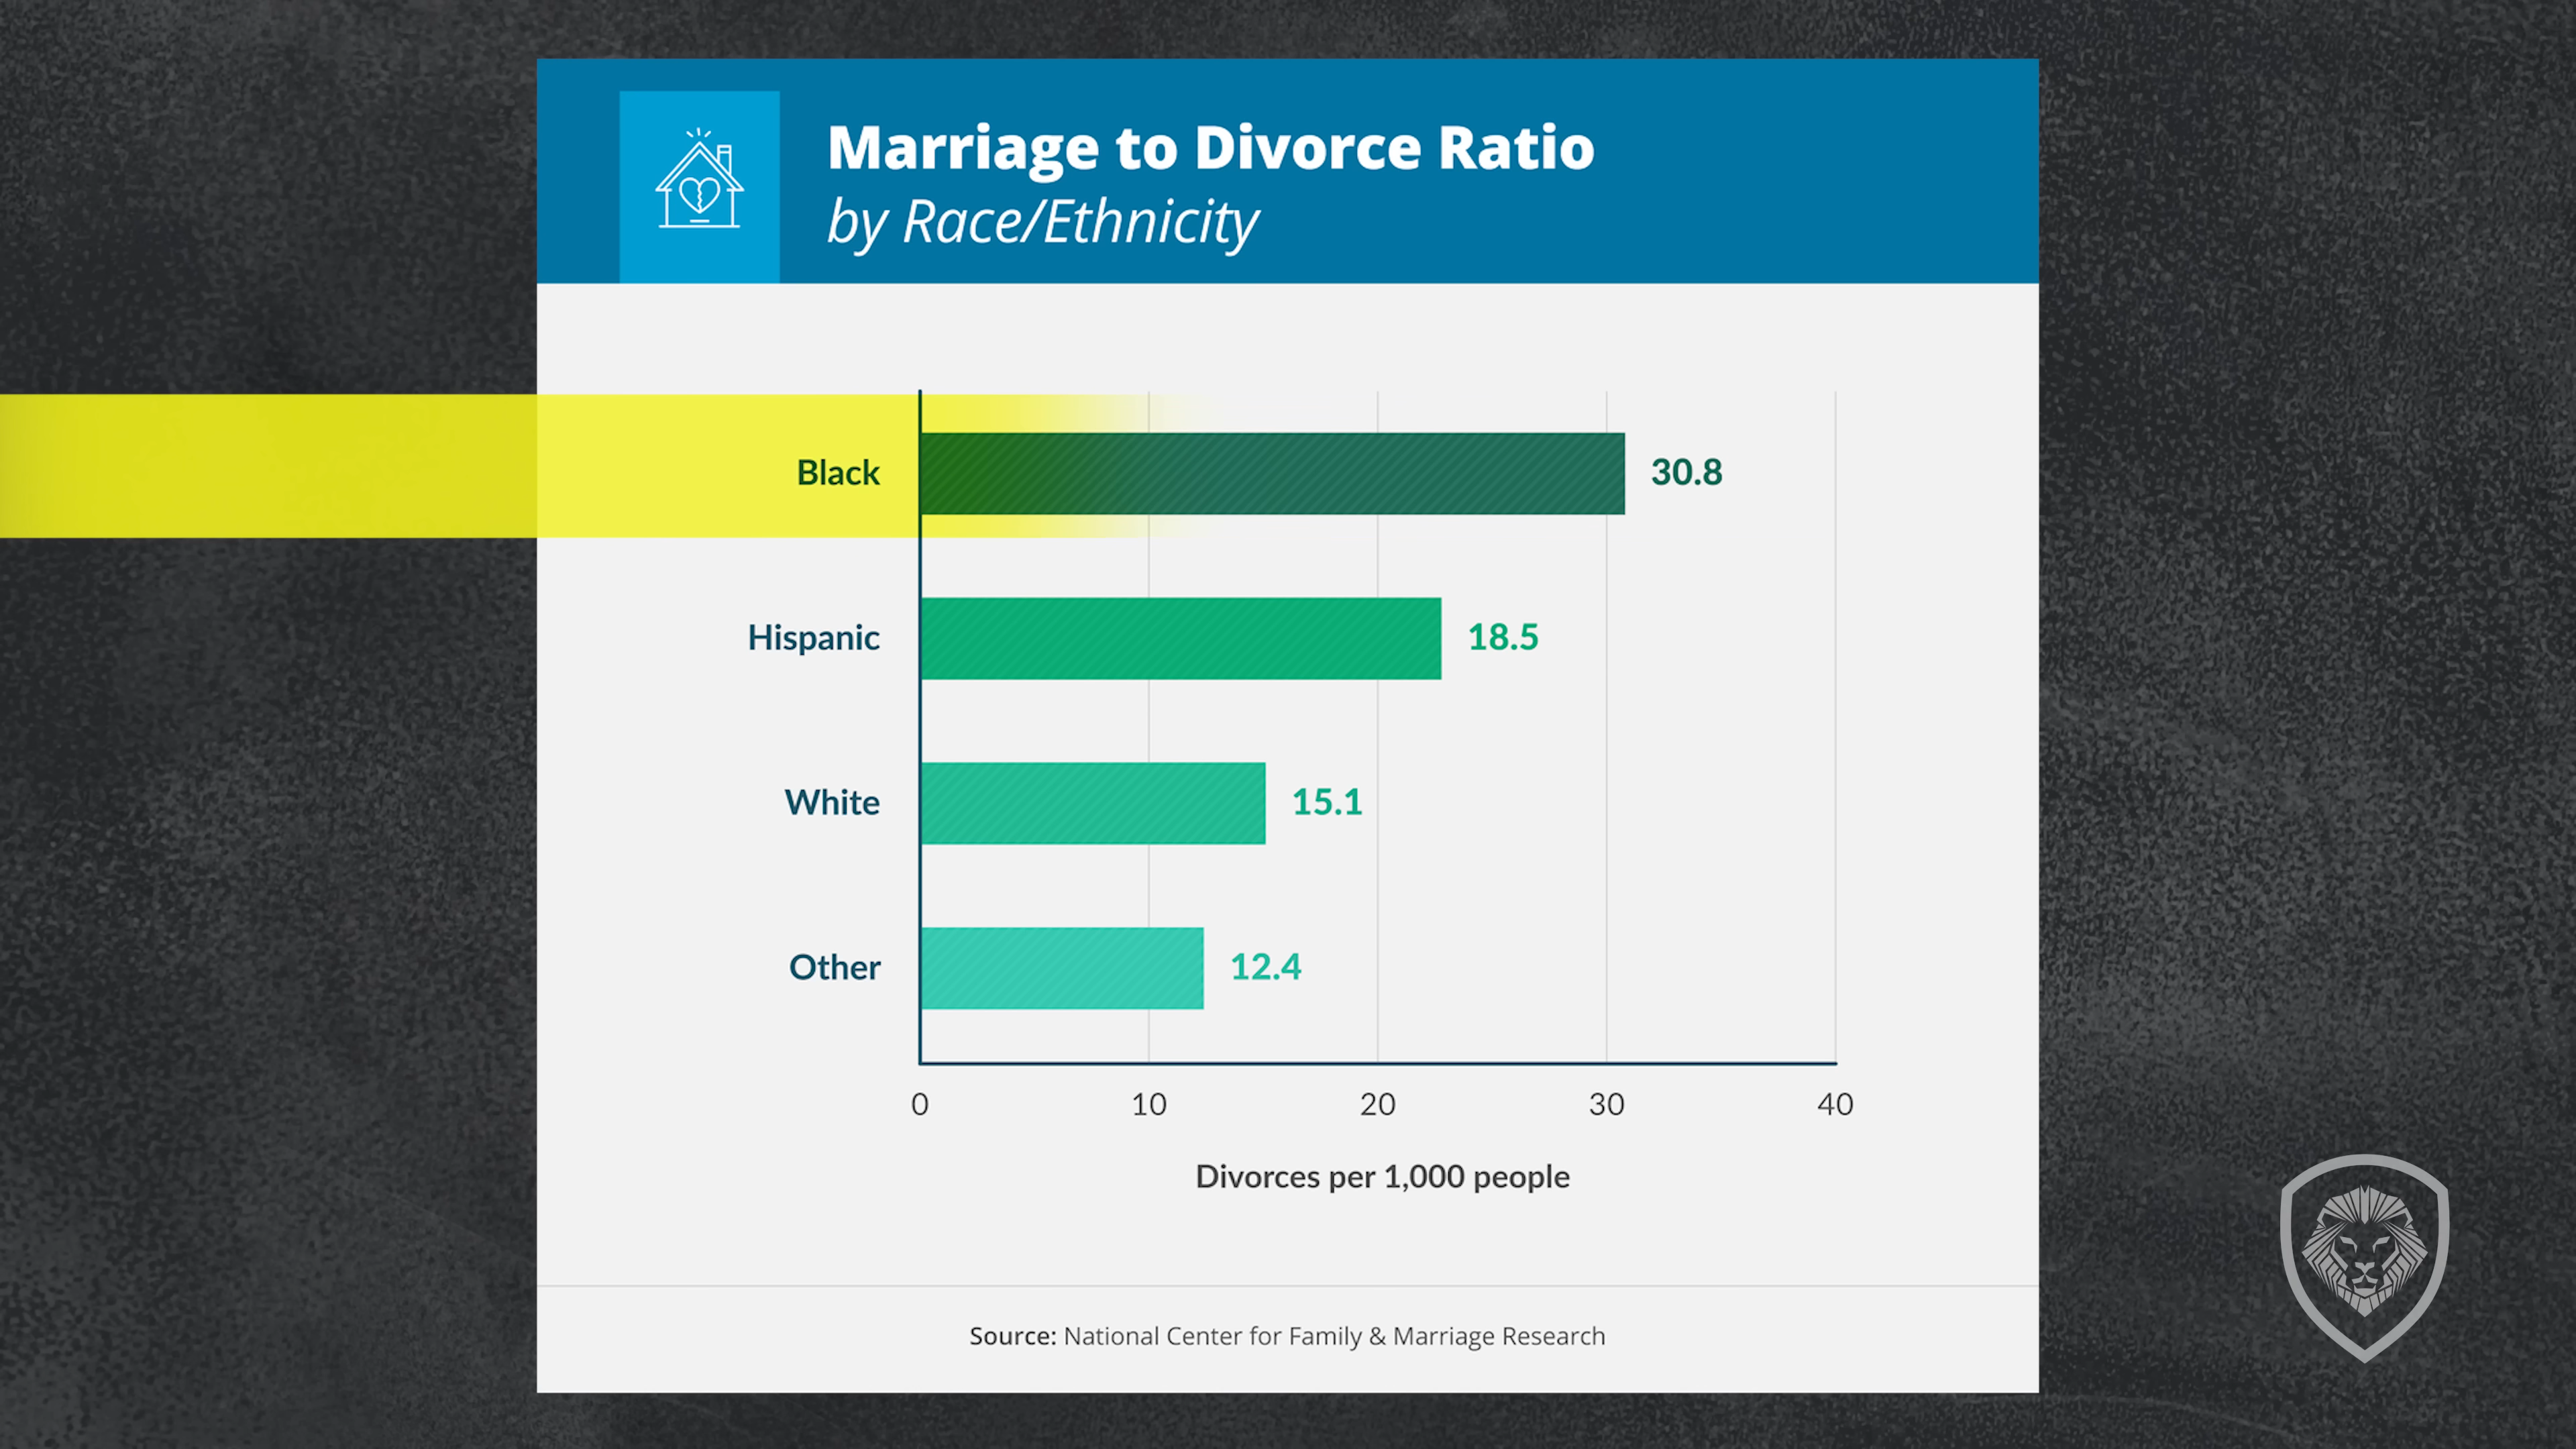 Marriage to Divorce Ratio
by Race/Ethnicity
Black
30.8
Hispanic
18.5
White
15.1
Other
12.4
0 10 20 30 40
Divorces per 1,000 people
Source: National Center for Family & Marriage Research